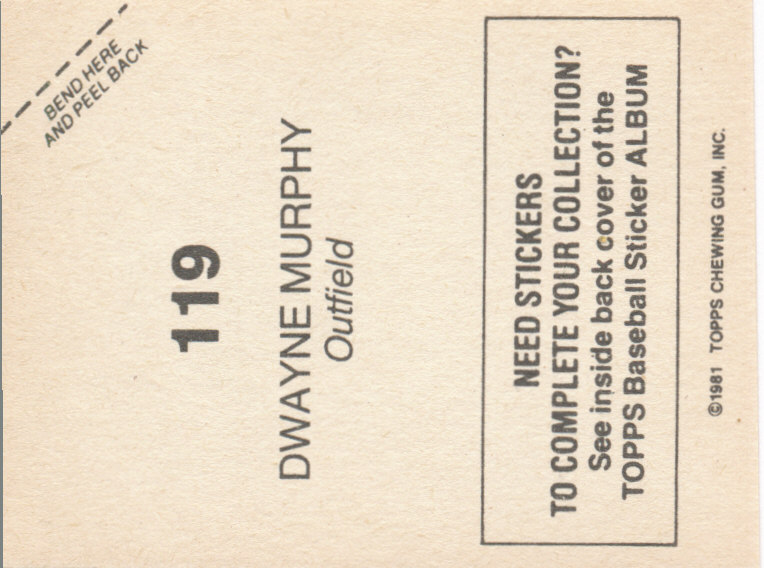 BEND HERE
AND PEEL BACK
119
DWAYNE MURPHY
Outfield
NEED STICKERS
TO COMPLETE YOUR COLLECTION?
See inside back cover of the
TOPPS Baseball Sticker ALBUM
©1981 TOPPS CHEWING GUM, INC.